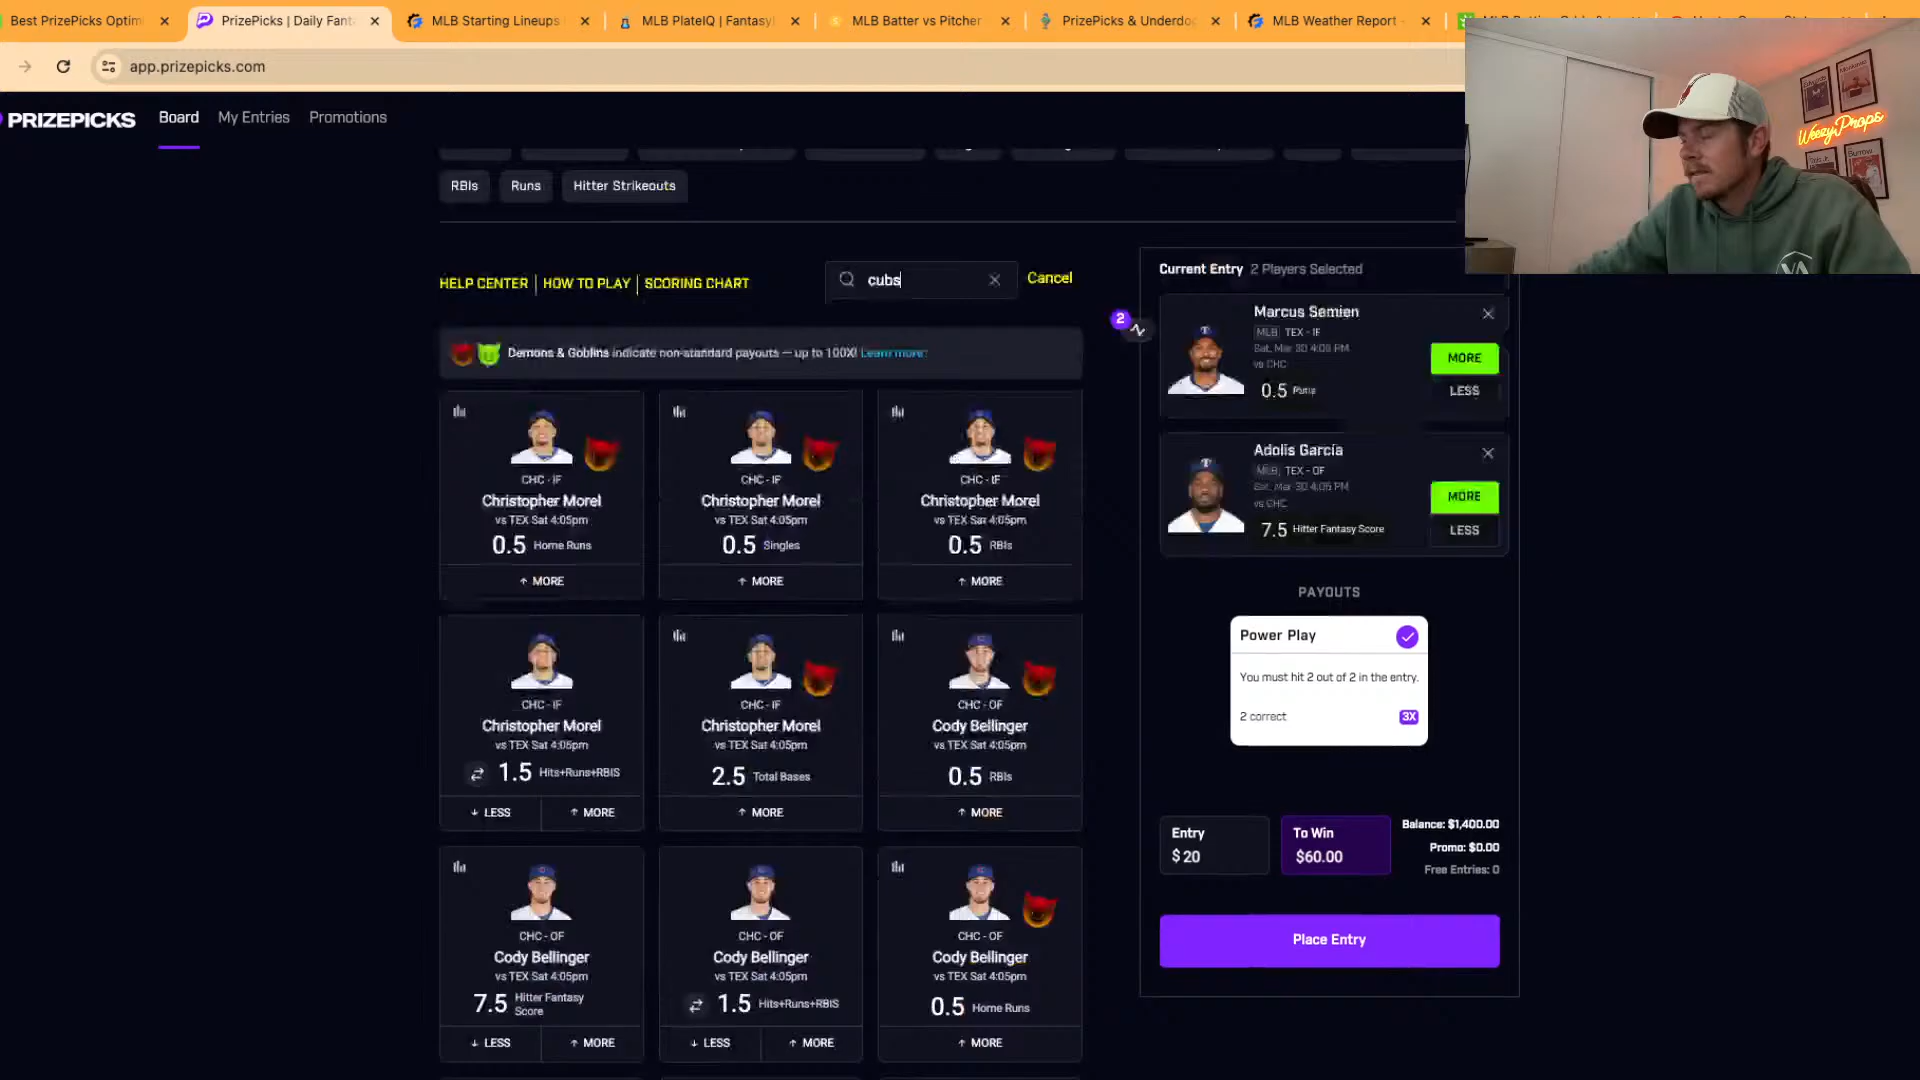 Best PrizePicks Optim
PrizePicks | Daily Fant
MLB Starting Lineups
MLB PlateIQ | Fantasy
MLB Batter vs Pitcher
PrizePicks & Underdo
MLB Weather Report -
app.prizepicks.com
PRIZEPICKS
Board
My Entries
Promotions
RBIs
Runs
Hitter Strikeouts
HELP CENTER
HOW TO PLAY
SCORING CHART
cubs
Cancel
Demons & Goblins indicate non-standard payouts — up to 100X! Learn more.
CHC - IF
Christopher Morel
vs TEX Sat 4:05pm
0.5 Home Runs
MORE
CHC - IF
Christopher Morel
vs TEX Sat 4:05pm
0.5 Singles
MORE
CHC - IF
Christopher Morel
vs TEX Sat 4:05pm
0.5 RBIs
MORE
CHC - IF
Christopher Morel
vs TEX Sat 4:05pm
1.5 Hits+Runs+RBIS
LESS
MORE
CHC - IF
Christopher Morel
vs TEX Sat 4:05pm
2.5 Total Bases
MORE
CHC - OF
Cody Bellinger
vs TEX Sat 4:05pm
0.5 RBIs
MORE
CHC - OF
Cody Bellinger
vs TEX Sat 4:05pm
7.5 Hitter Fantasy
Score
LESS
MORE
CHC - OF
Cody Bellinger
vs TEX Sat 4:05pm
1.5 Hits+Runs+RBIS
LESS
MORE
CHC - OF
Cody Bellinger
vs TEX Sat 4:05pm
0.5 Home Runs
MORE
2
Current Entry 2 Players Selected
Marcus Semien
MLB TEX - IF
Sat, Mar 30 4:05 PM
vs CHC
0.5 Runs
MORE
LESS
Adolis García
MLB TEX - OF
Sat, Mar 30 4:05 PM
vs CHC
7.5 Hitter Fantasy Score
MORE
LESS
PAYOUTS
Power Play
You must hit 2 out of 2 in the entry.
2 correct
3X
Entry
$ 20
To Win
$60.00
Balance: $1,400.00
Promo: $0.00
Free Entries: 0
Place Entry
WeezyProps
Burrow